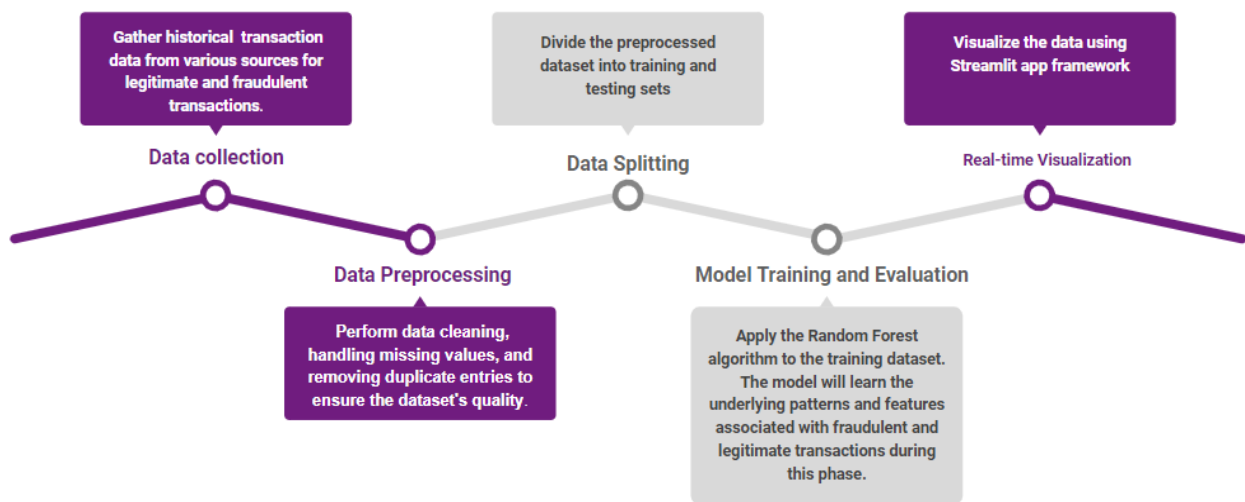 Gather historical transaction
data from various sources for
legitimate and fraudulent
transactions.
Data collection
Data Preprocessing
Perform data cleaning,
handling missing values, and
removing duplicate entries to
ensure the dataset's quality.
Divide the preprocessed
dataset into training and
testing sets
Data Splitting
Model Training and Evaluation
Apply the Random Forest
algorithm to the training dataset.
The model will learn the
underlying patterns and features
associated with fraudulent and
legitimate transactions during
this phase.
Visualize the data using
Streamlit app framework
Real-time Visualization